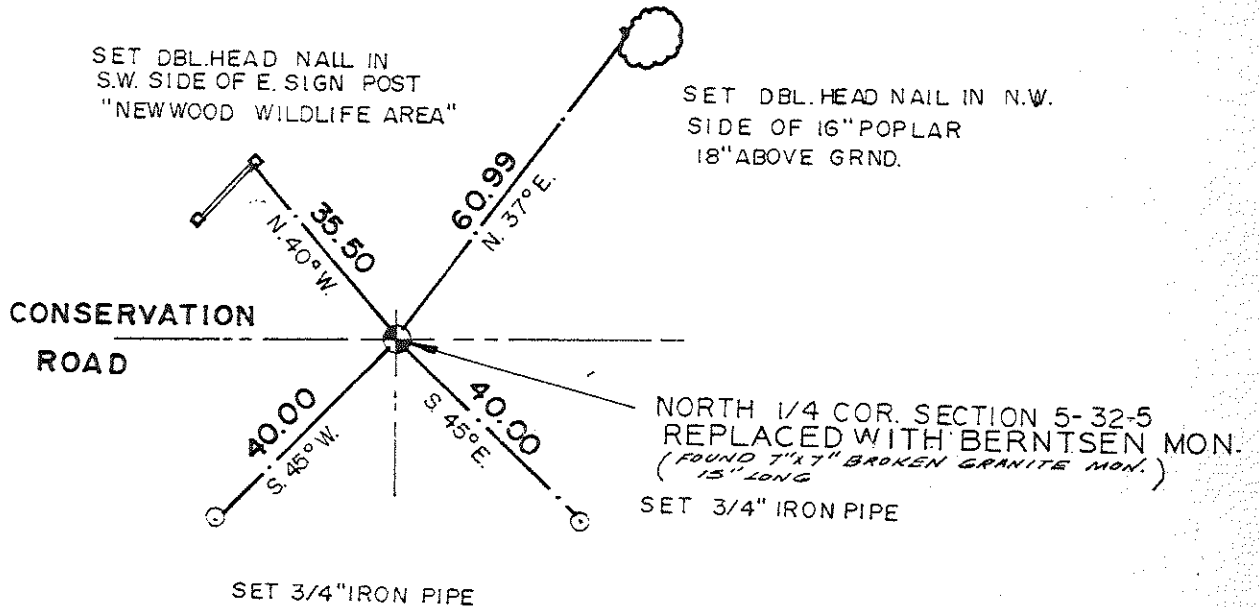 SET DBL.HEAD NAIL IN
S.W. SIDE OF E. SIGN POST
"NEWWOOD WILDLIFE AREA"
SET DBL.HEAD NAIL IN N.W.
SIDE OF 16" POPLAR
18" ABOVE GRND.
35.50
N. 40° W.
60.99
N. 37° E.
CONSERVATION
ROAD
40.00
S. 45° W.
40.00
S. 45° E.
NORTH 1/4 COR. SECTION 5-32-5
REPLACED WITH BERNTSEN MON.
(FOUND 7"X7" BROKEN GRANITE MON.)
15" LONG
SET 3/4" IRON PIPE
SET 3/4" IRON PIPE